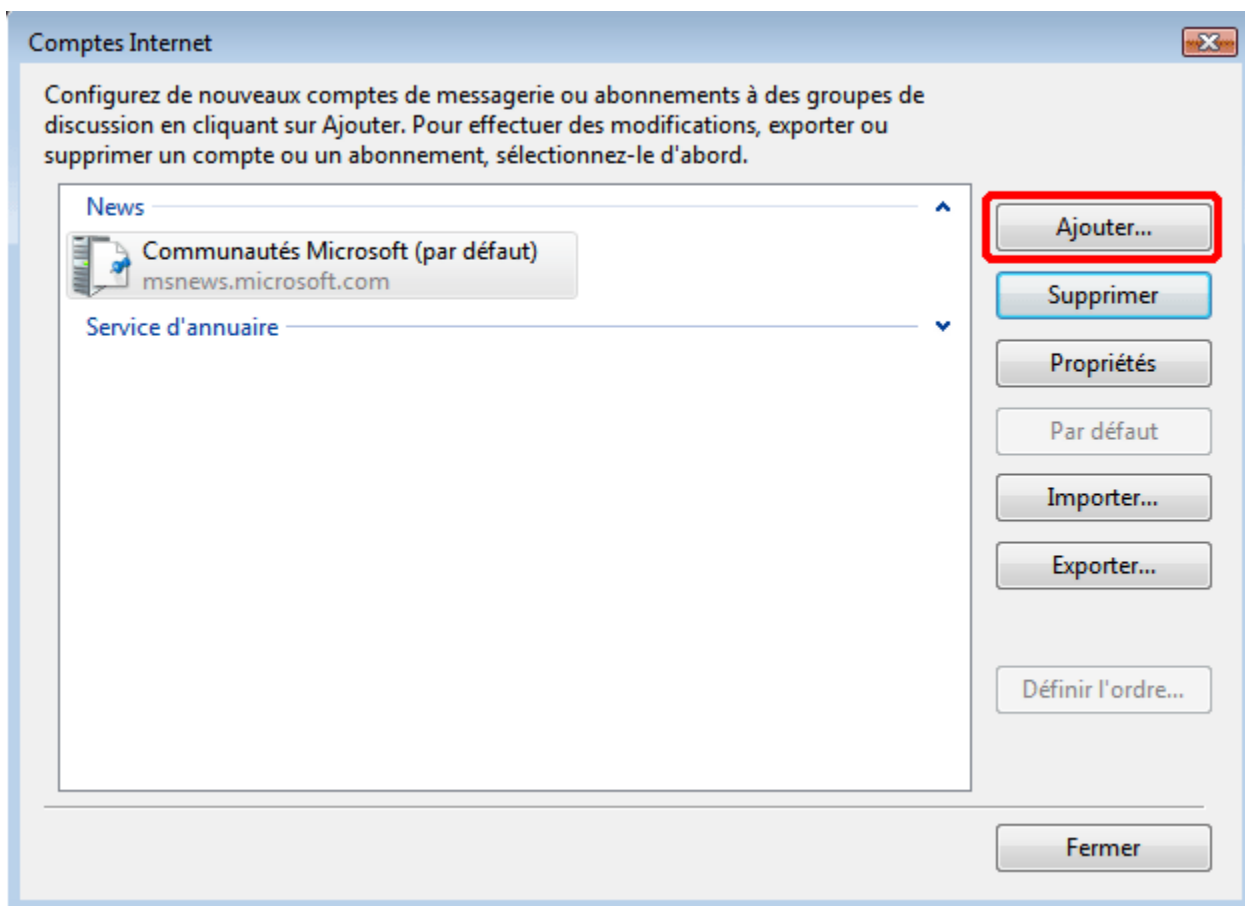 Comptes Internet
Configurez de nouveaux comptes de messagerie ou abonnements à des groupes de
discussion en cliquant sur Ajouter. Pour effectuer des modifications, exporter ou
supprimer un compte ou un abonnement, sélectionnez-le d'abord.
News
Communautés Microsoft (par défaut)
msnews.microsoft.com
Service d'annuaire
Ajouter...
Supprimer
Propriétés
Par défaut
Importer...
Exporter...
Définir l'ordre...
Fermer